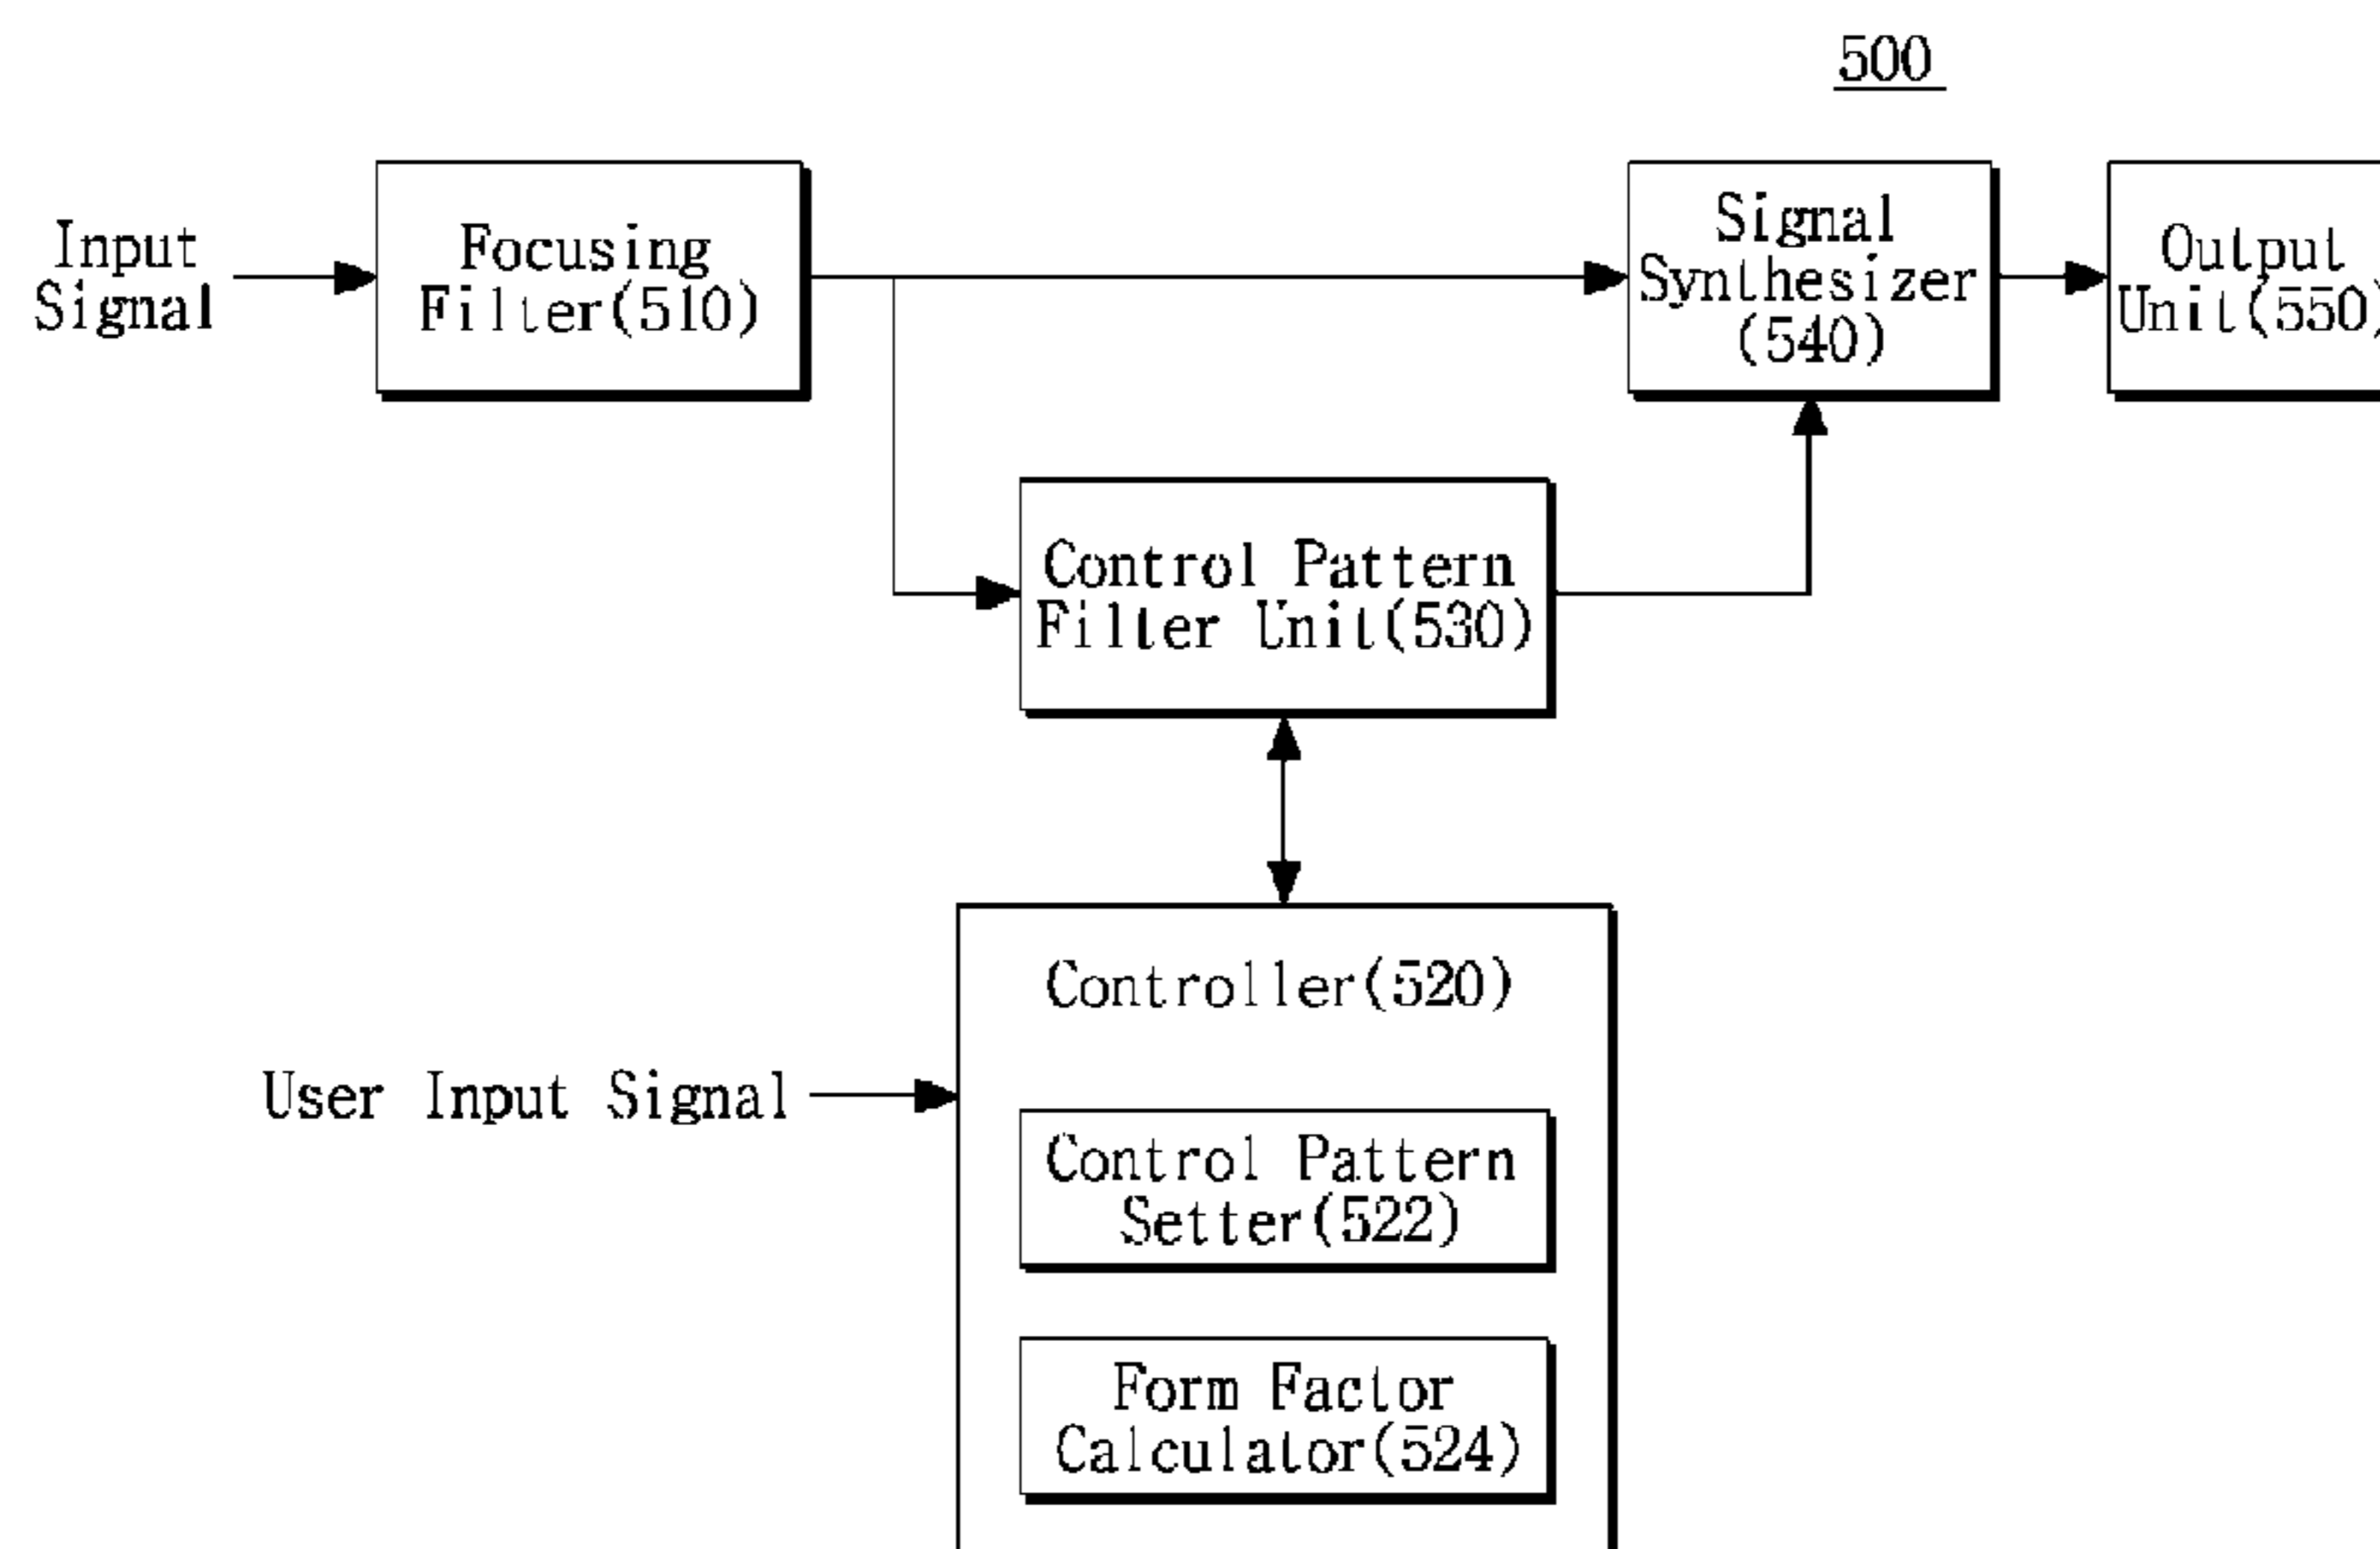 500
Input
Signal
Focusing
Filter(510)
Signal
Synthesizer
(540)
Output
Unit(550)
Control Pattern
Filter Unit(530)
Controller(520)
User Input Signal
Control Pattern
Setter(522)
Form Factor
Calculator(524)